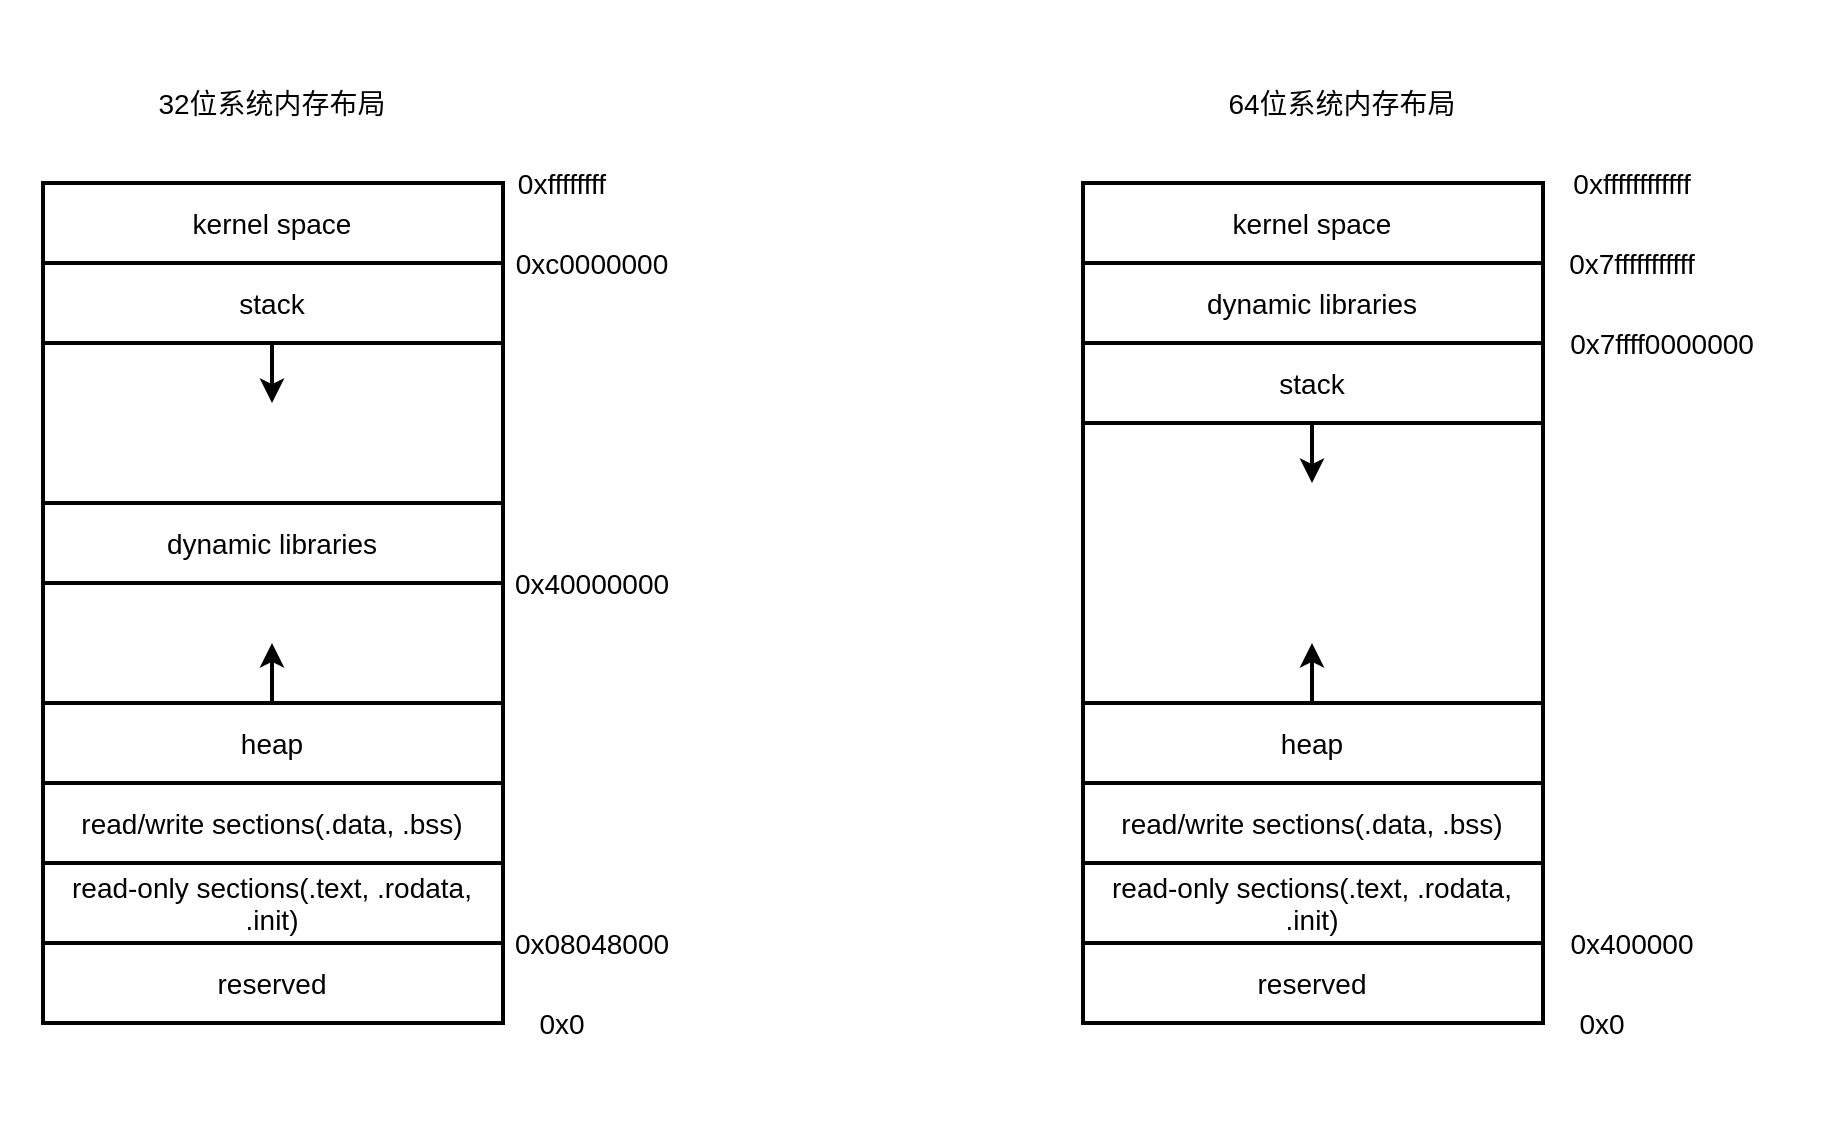 32位系统内存布局
0xffffffff
kernel space
0xc0000000
stack
dynamic libraries
0x40000000
heap
read/write sections(.data, .bss)
read-only sections(.text, .rodata,
.init)
0x08048000
reserved
0x0
64位系统内存布局
0xffffffffffff
kernel space
0x7fffffffffff
dynamic libraries
0x7ffff0000000
stack
heap
read/write sections(.data, .bss)
read-only sections(.text, .rodata,
.init)
0x400000
reserved
0x0